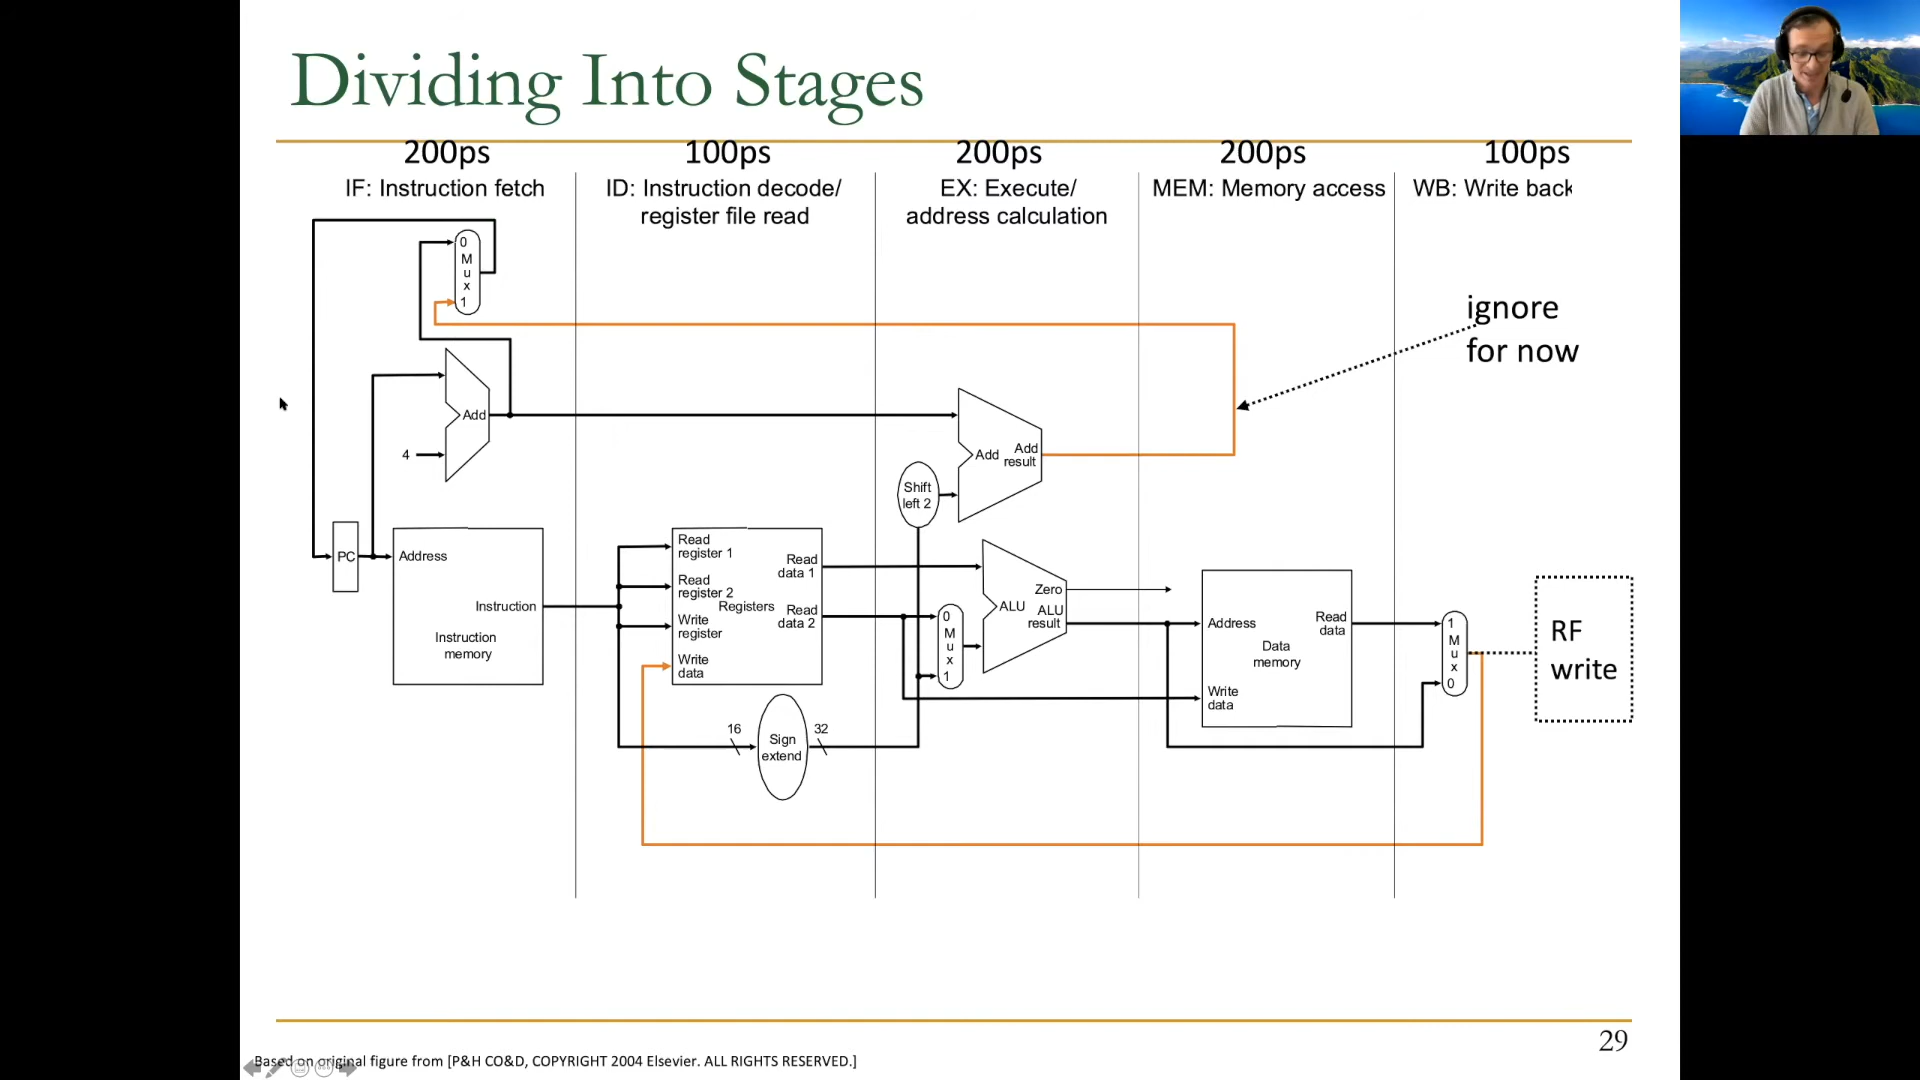 Dividing Into Stages
200ps
100ps
200ps
200ps
100ps
IF: Instruction fetch
ID: Instruction decode/
register file read
EX: Execute/
address calculation
MEM: Memory access
WB: Write back
0
M
u
x
1
ignore
for now
Add
4
Add
Add
result
Shift
left 2
PC
Address
Instruction
Instruction
memory
Read
register 1
Read
register 2
Write
register
Write
data
Registers
Read
data 1
Read
data 2
0
M
u
x
1
Zero
ALU
ALU
result
Address
Read
data
Data
memory
Write
data
1
M
u
x
0
RF
write
16
Sign
extend
32
29
Based on original figure from [P&H CO&D, COPYRIGHT 2004 Elsevier. ALL RIGHTS RESERVED.]